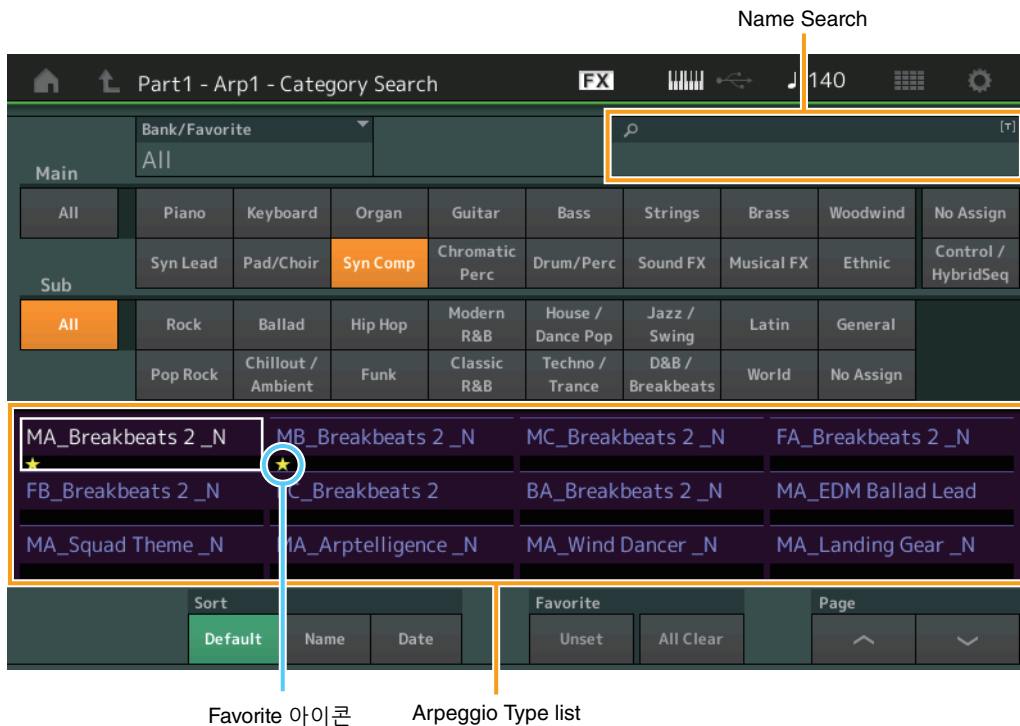 Name Search
Part1 - Arp1 - Category Search
FX
♩ 140
Bank/Favorite
All
[T]
Main
All
Piano
Keyboard
Organ
Guitar
Bass
Strings
Brass
Woodwind
No Assign
Syn Lead
Pad/Choir
Syn Comp
Chromatic
Perc
Drum/Perc
Sound FX
Musical FX
Ethnic
Control /
HybridSeq
Sub
All
Rock
Ballad
Hip Hop
Modern
R&B
House /
Dance Pop
Jazz /
Swing
Latin
General
Pop Rock
Chillout /
Ambient
Funk
Classic
R&B
Techno /
Trance
D&B /
Breakbeats
World
No Assign
MA_Breakbeats 2 _N
MB_Breakbeats 2 _N
MC_Breakbeats 2 _N
FA_Breakbeats 2 _N
FB_Breakbeats 2 _N
C_Breakbeats 2
BA_Breakbeats 2 _N
MA_EDM Ballad Lead
MA_Squad Theme _N
MA_Arptelligence _N
MA_Wind Dancer _N
MA_Landing Gear _N
Sort
Default
Name
Date
Favorite
Unset
All Clear
Page
Favorite 아이콘
Arpeggio Type list